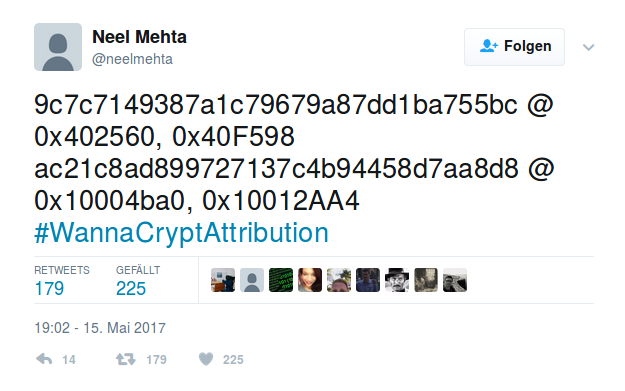 Neel Mehta
@neelmehta
Folgen
9c7c7149387a1c79679a87dd1ba755bc @
0x402560, 0x40F598
ac21c8ad899727137c4b94458d7aa8d8 @
0x10004ba0, 0x10012AA4
#WannaCryptAttribution
RETWEETS GEFÄLLT
179 225
19:02 - 15. Mai 2017
14 179 225